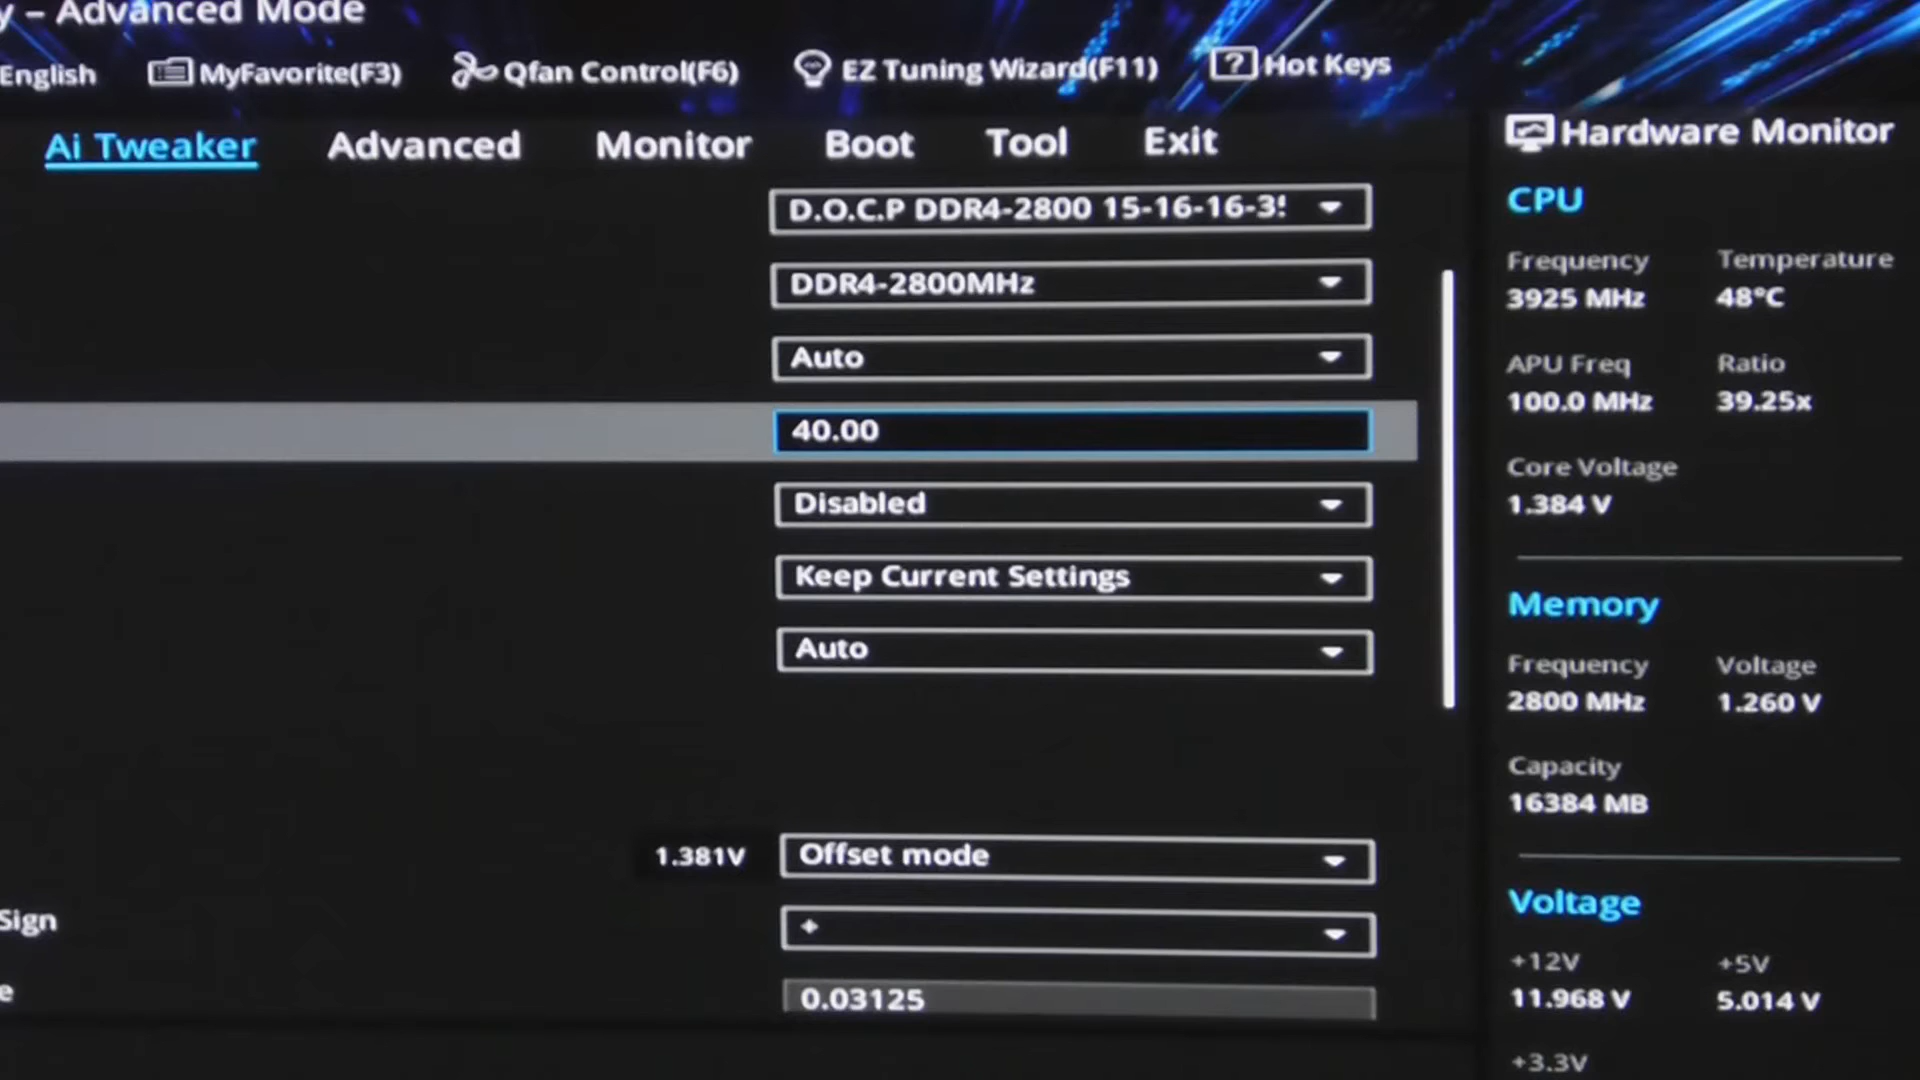 y – Advanced Mode
English MyFavorite(F3) Qfan Control(F6) EZ Tuning Wizard(F11) ? Hot Keys
Ai Tweaker Advanced Monitor Boot Tool Exit
D.O.C.P DDR4-2800 15-16-16-3
DDR4-2800MHz
Auto
40.00
Disabled
Keep Current Settings
Auto
1.381V Offset mode
Sign +
e 0.03125
Hardware Monitor
CPU
Frequency Temperature
3925 MHz 48°C
APU Freq Ratio
100.0 MHz 39.25x
Core Voltage
1.384 V
Memory
Frequency Voltage
2800 MHz 1.260 V
Capacity
16384 MB
Voltage
+12V +5V
11.968 V 5.014 V
+3.3V